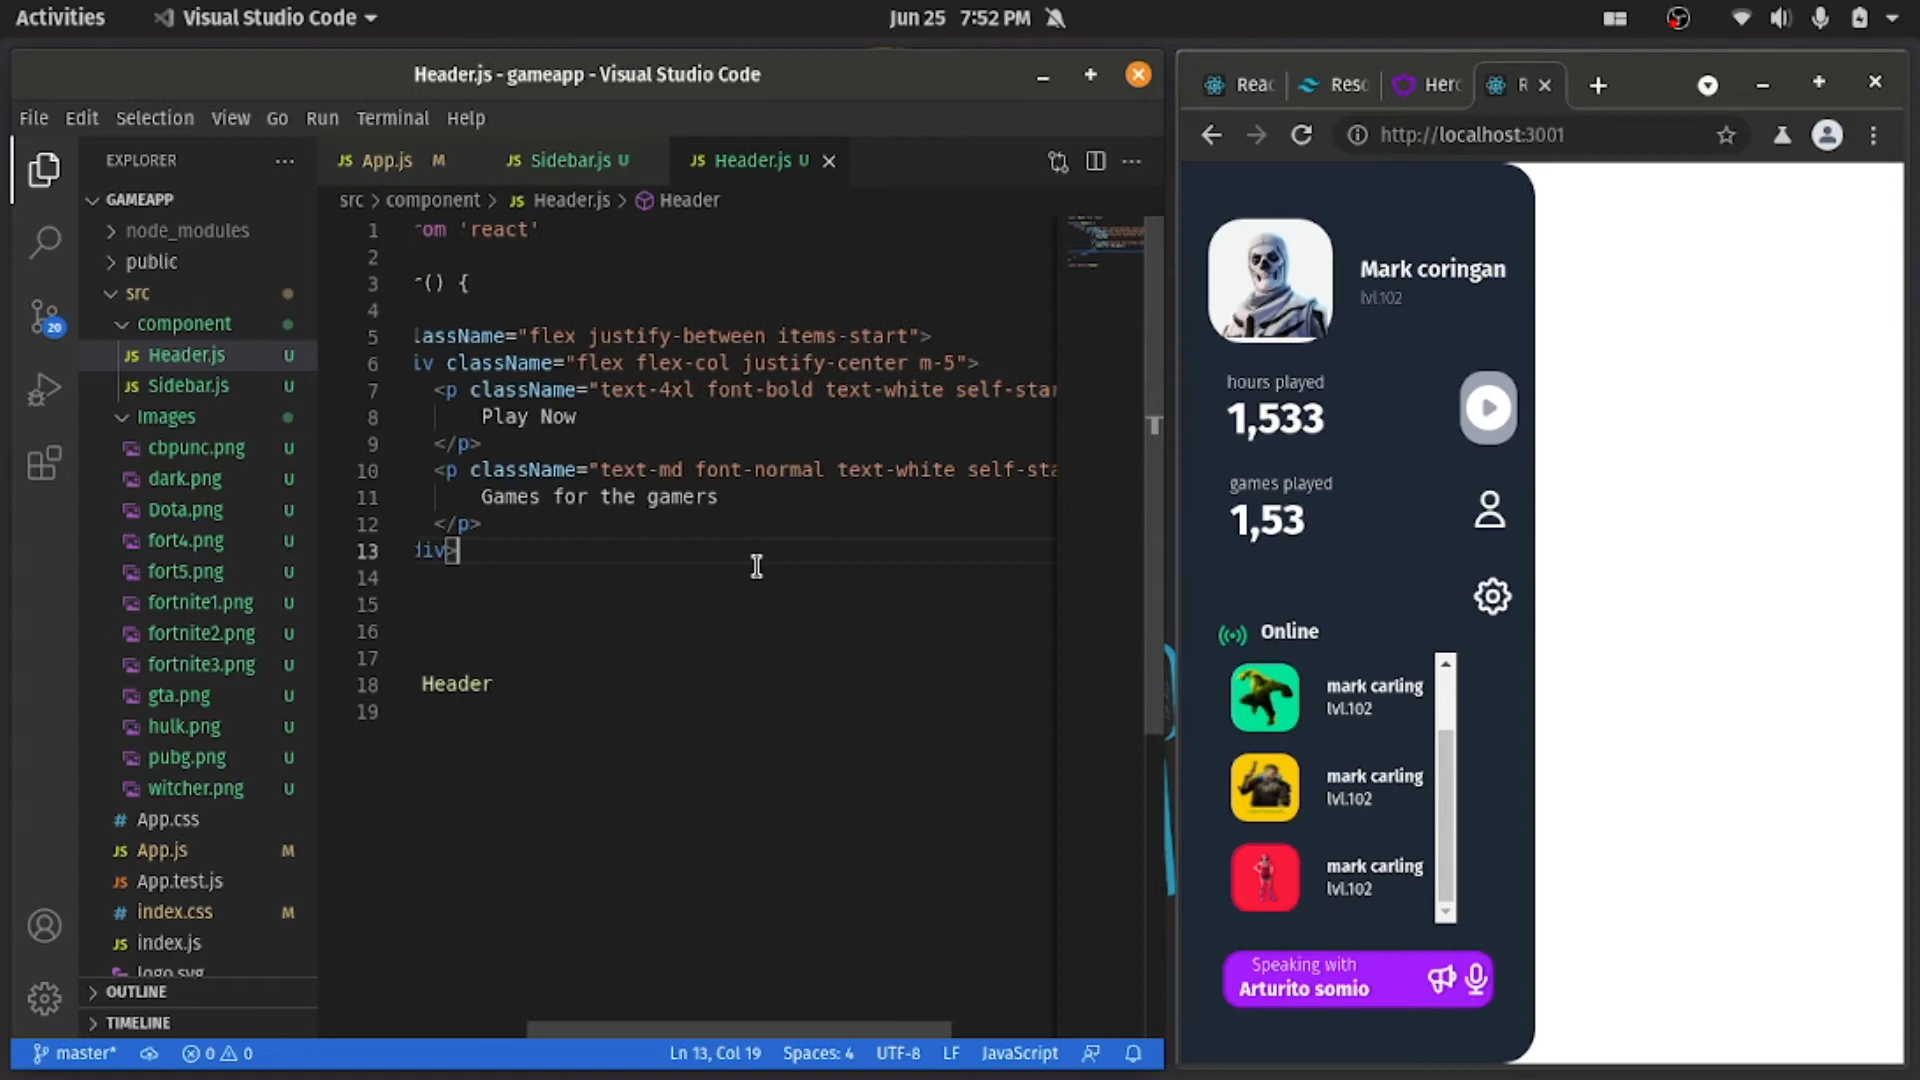 Activities
Visual Studio Code
Jun 25 7:52 PM
Header.js - gameapp - Visual Studio Code
File Edit Selection View Go Run Terminal Help
EXPLORER
JS App.js M
JS Sidebar.js U
JS Header.js U
src > component > JS Header.js > Header
GAMEAPP
node_modules
public
src
component
JS Header.js U
JS Sidebar.js U
Images
cbpunc.png U
dark.png U
Dota.png U
fort4.png U
fort5.png U
fortnite1.png U
fortnite2.png U
fortnite3.png U
gta.png U
hulk.png U
pubg.png U
witcher.png U
# App.css
JS App.js M
JS App.test.js
# index.css M
JS index.js
logo.svg
OUTLINE
TIMELINE
20
1 rom 'react'
2
3 r() {
4
5 lassName="flex justify-between items-start">
6 iv className="flex flex-col justify-center m-5">
7 <p className="text-4xl font-bold text-white self-star
8 Play Now
9 </p>
10 <p className="text-md font-normal text-white self-sta
11 Games for the gamers
12 </p>
13 div>
14
15
16
17
18 Header
19
master* 0 0
Ln 13, Col 19 Spaces: 4 UTF-8 LF JavaScript
Reac
Reso
Herc
R
http://localhost:3001
Mark coringan
lvl.102
hours played
1,533
games played
1,53
Online
mark carling
lvl.102
mark carling
lvl.102
mark carling
lvl.102
Speaking with
Arturito somio